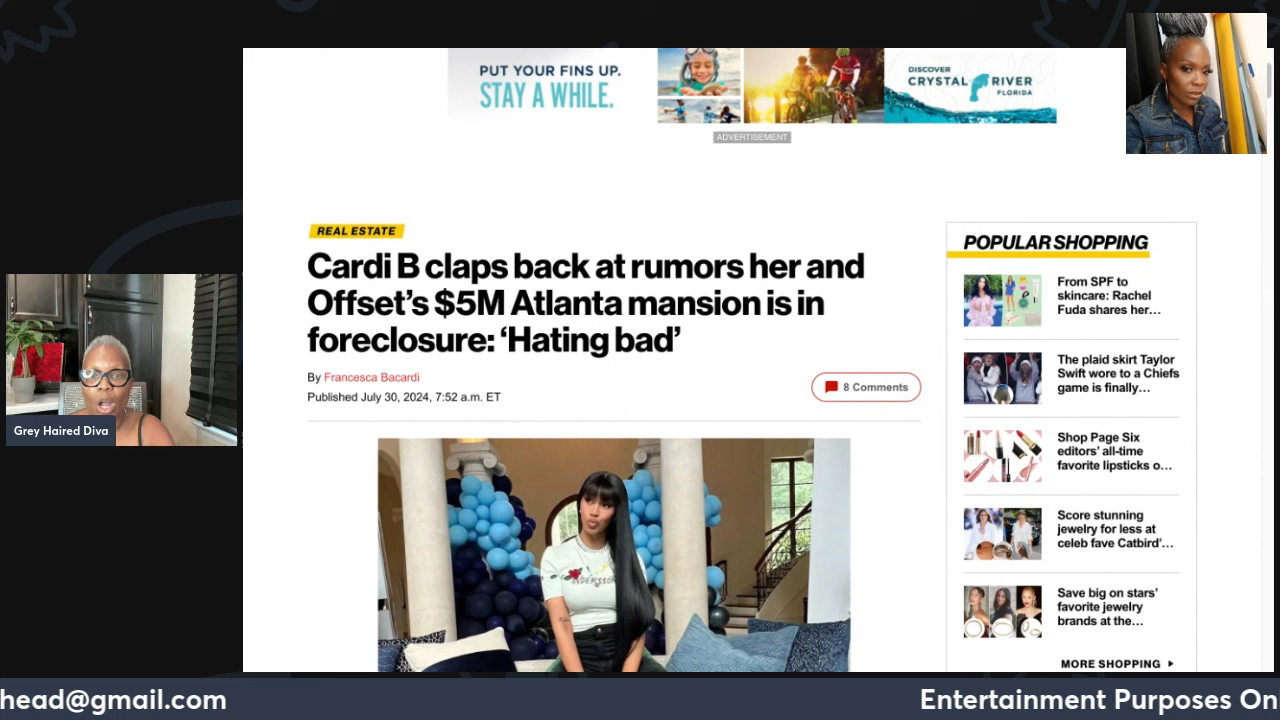 PUT YOUR FINS UP.
STAY A WHILE.
DISCOVER
CRYSTAL RIVER
FLORIDA
ADVERTISEMENT
REAL ESTATE
Cardi B claps back at rumors her and
Offset’s $5M Atlanta mansion is in
foreclosure: ‘Hating bad’
By Francesca Bacardi
Published July 30, 2024, 7:52 a.m. ET
8 Comments
POPULAR SHOPPING
From SPF to
skincare: Rachel
Fuda shares her…
The plaid skirt Taylor
Swift wore to a Chiefs
game is finally…
Shop Page Six
editors’ all-time
favorite lipsticks o…
Score stunning
jewelry for less at
celeb fave Catbird’…
Save big on stars’
favorite jewelry
brands at the…
MORE SHOPPING
Grey Haired Diva
head@gmail.com
Entertainment Purposes On